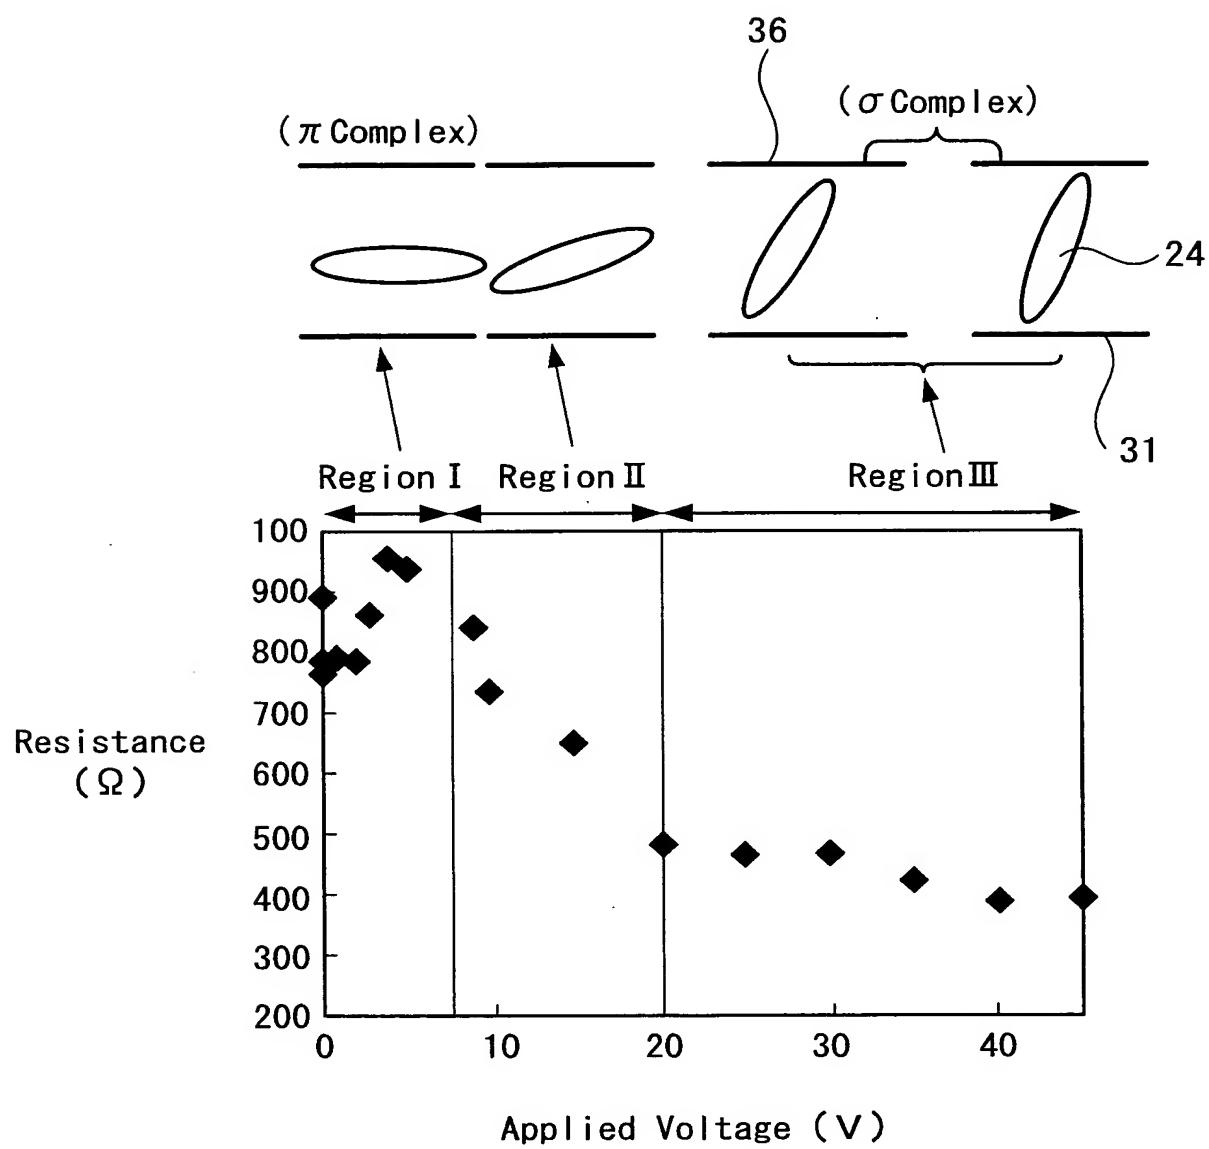 36
(σ Complex)
(π Complex)
24
31
Region Ⅰ
Region Ⅱ
Region Ⅲ
100
900
800
700
600
500
400
300
200
Resistance
(Ω)
0 10 20 30 40
Applied Voltage (V)